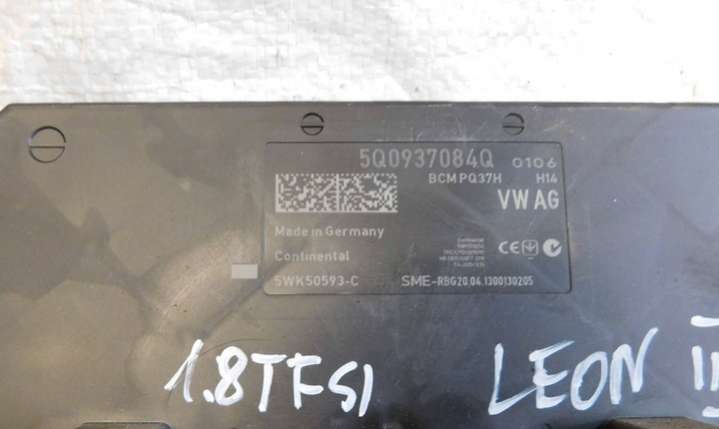 5Q0937084Q 0106
BCM PQ37H H14
VW AG
Made in Germany
Continental
5WK50593-C SME-RBG20.04.1300130205
1.8TFSI LEON II